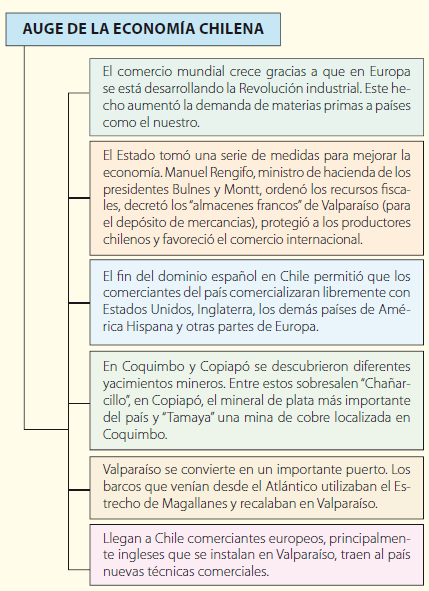 AUGE DE LA ECONOMÍA CHILENA
El comercio mundial crece gracias a que en Europa
se está desarrollando la Revolución industrial. Este he-
cho aumentó la demanda de materias primas a países
como el nuestro.
El Estado tomó una serie de medidas para mejorar la
economía. Manuel Rengifo, ministro de hacienda de los
presidentes Bulnes y Montt, ordenó los recursos fisca-
les, decretó los “almacenes francos” de Valparaíso (para
el depósito de mercancias), protegió a los productores
chilenos y favoreció el comercio internacional.
El fin del dominio español en Chile permitió que los
comerciantes del país comercializaran libremente con
Estados Unidos, Inglaterra, los demás países de Amé-
rica Hispana y otras partes de Europa.
En Coquimbo y Copiapó se descubrieron diferentes
yacimientos mineros. Entre estos sobresalen “Chañar-
cillo”, en Copiapó, el mineral de plata más importante
del país y “Tamaya” una mina de cobre localizada en
Coquimbo.
Valparaíso se convierte en un importante puerto. Los
barcos que venían desde el Atlántico utilizaban el Es-
trecho de Magallanes y recalaban en Valparaíso.
Llegan a Chile comerciantes europeos, principalmen-
te ingleses que se instalan en Valparaíso, traen al país
nuevas técnicas comerciales.